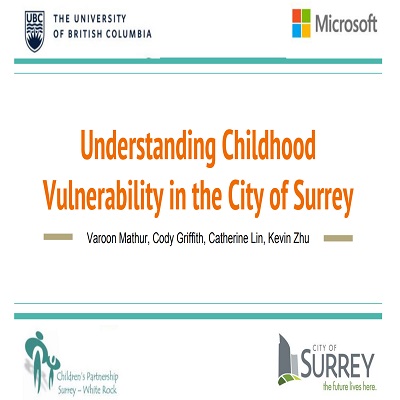 UBC
THE UNIVERSITY
OF BRITISH COLUMBIA
Microsoft
Understanding Childhood
Vulnerability in the City of Surrey
Varoon Mathur, Cody Griffith, Catherine Lin, Kevin Zhu
Children's Partnership
Surrey – White Rock
CITY OF
SURREY
the future lives here.